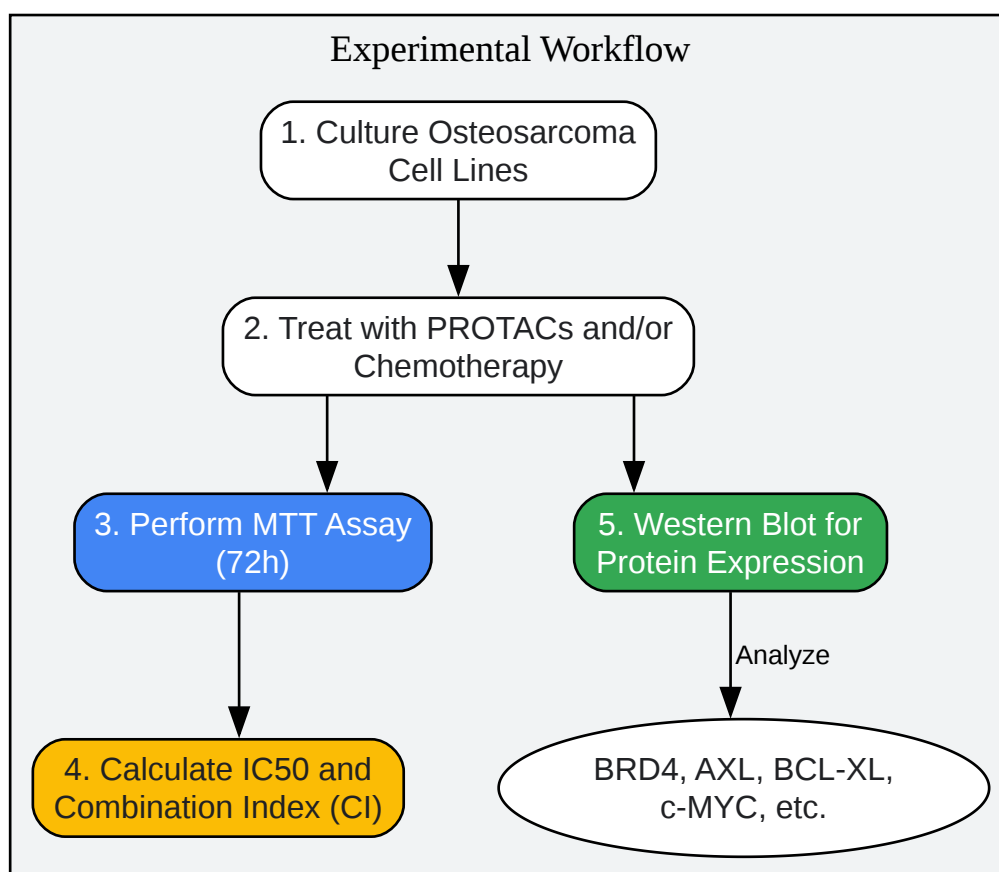 Experimental Workflow
1. Culture Osteosarcoma
Cell Lines
2. Treat with PROTACs and/or
Chemotherapy
3. Perform MTT Assay
(72h)
5. Western Blot for
Protein Expression
Analyze
4. Calculate IC50 and
Combination Index (CI)
BRD4, AXL, BCL-XL,
c-MYC, etc.